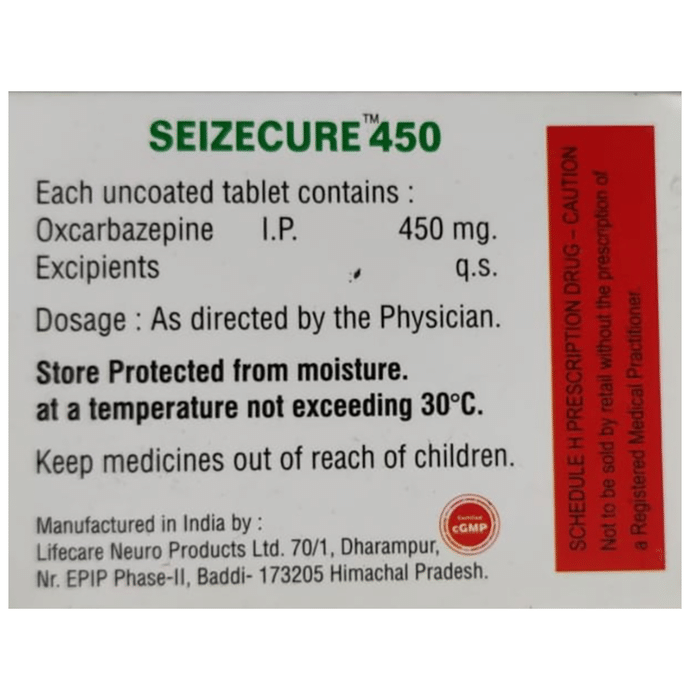 SEIZECURE™450
Each uncoated tablet contains :
Oxcarbazepine I.P. 450 mg.
Excipients q.s.
Dosage : As directed by the Physician.
Store Protected from moisture.
at a temperature not exceeding 30°C.
Keep medicines out of reach of children.
Manufactured in India by :
Lifecare Neuro Products Ltd. 70/1, Dharampur,
Nr. EPIP Phase-II, Baddi- 173205 Himachal Pradesh.
Certified
cGMP
SCHEDULE H PRESCRIPTION DRUG – CAUTION
Not to be sold by retail without the prescription of
a Registered Medical Practitioner.